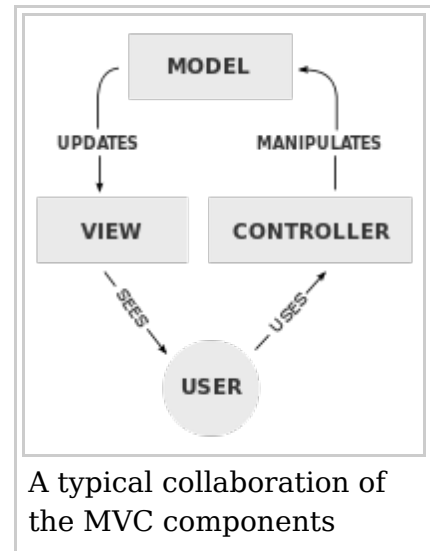 MODEL
UPDATES
MANIPULATES
VIEW
CONTROLLER
SEES
USES
USER
A typical collaboration of
the MVC components